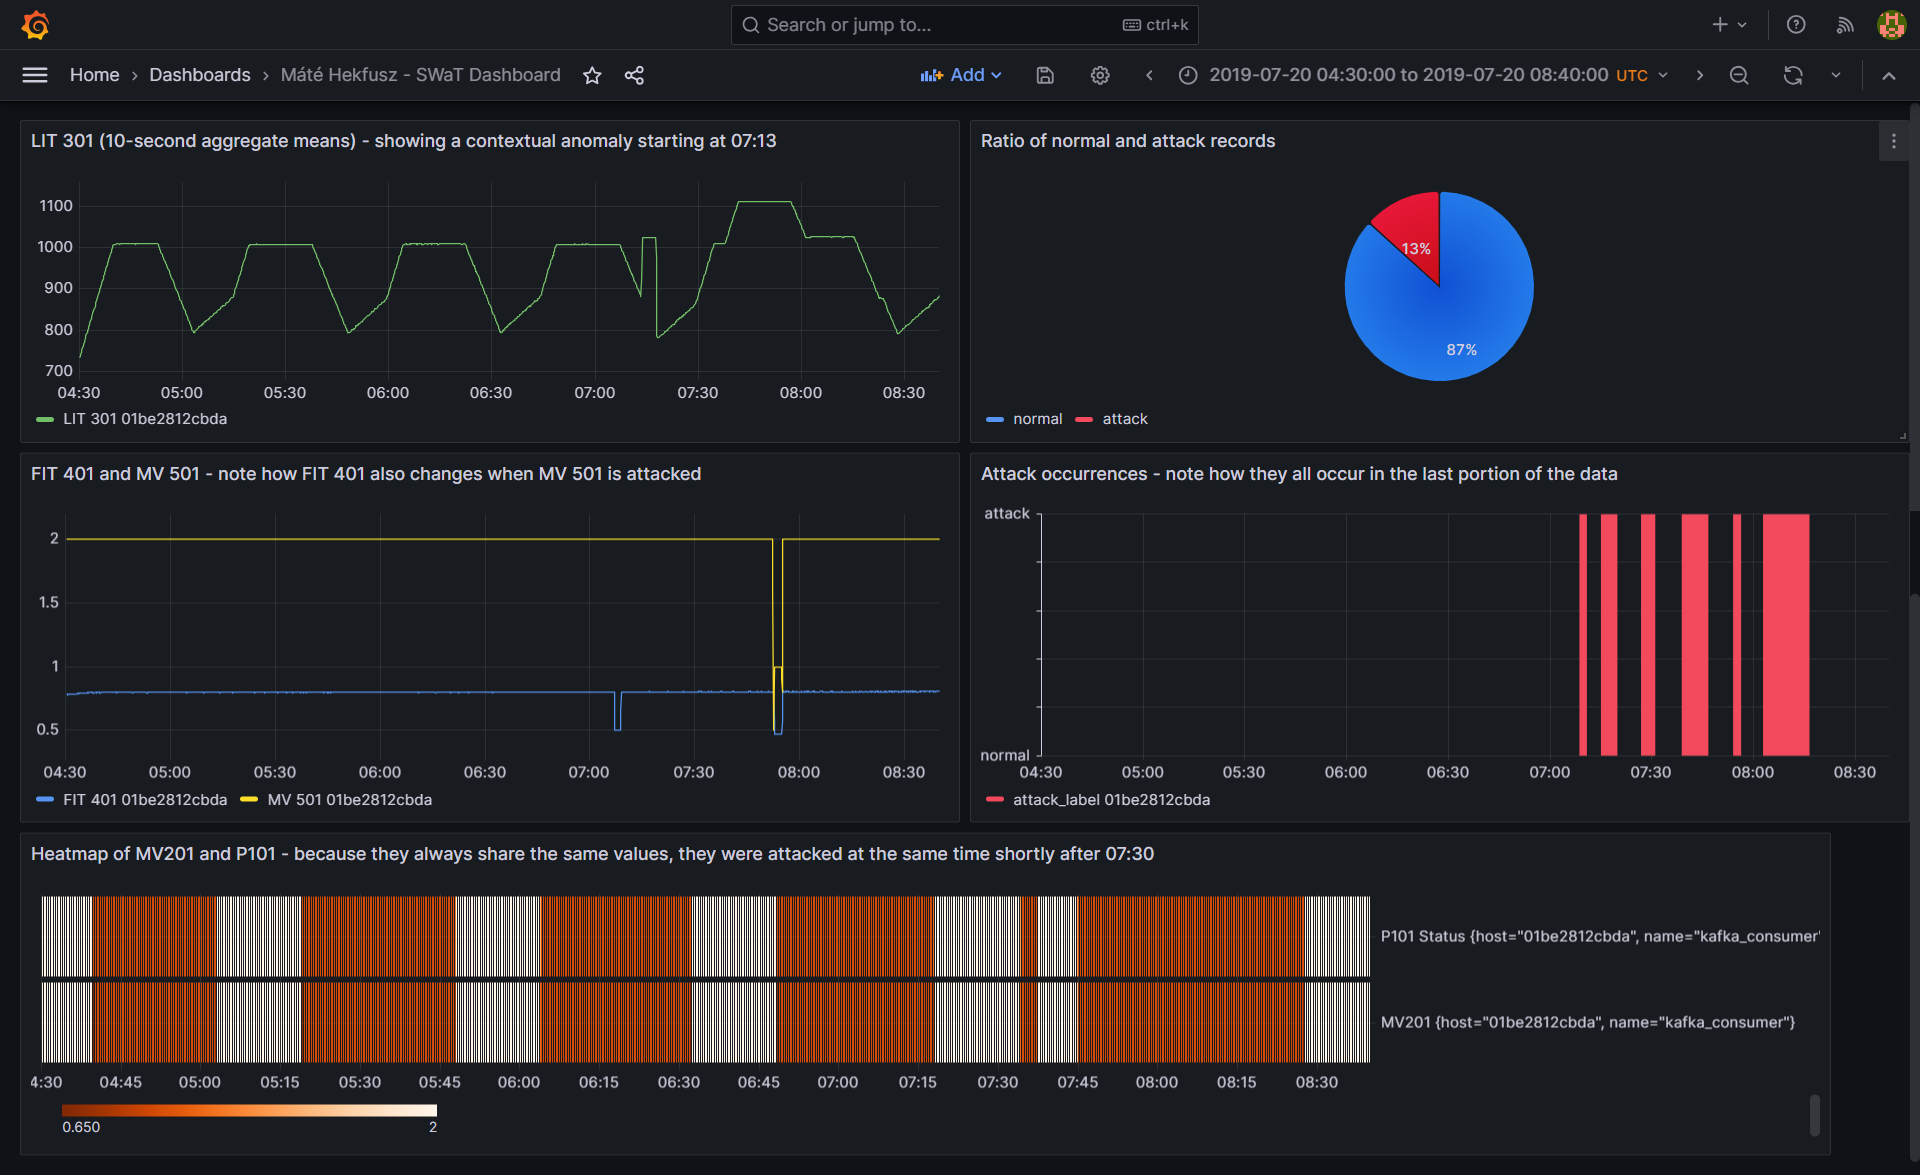 Search or jump to... ctrl+k
Home › Dashboards › Máté Hekfusz - SWaT Dashboard Add 2019-07-20 04:30:00 to 2019-07-20 08:40:00 UTC
LIT 301 (10-second aggregate means) - showing a contextual anomaly starting at 07:13
1100
1000
900
800
700
04:30 05:00 05:30 06:00 06:30 07:00 07:30 08:00 08:30
LIT 301 01be2812cbda
Ratio of normal and attack records
13%
87%
normal attack
FIT 401 and MV 501 - note how FIT 401 also changes when MV 501 is attacked
2
1.5
1
0.5
04:30 05:00 05:30 06:00 06:30 07:00 07:30 08:00 08:30
FIT 401 01be2812cbda MV 501 01be2812cbda
Attack occurrences - note how they all occur in the last portion of the data
attack
normal
04:30 05:00 05:30 06:00 06:30 07:00 07:30 08:00 08:30
attack_label 01be2812cbda
Heatmap of MV201 and P101 - because they always share the same values, they were attacked at the same time shortly after 07:30
P101 Status {host="01be2812cbda", name="kafka_consumer"
MV201 {host="01be2812cbda", name="kafka_consumer"}
4:30 04:45 05:00 05:15 05:30 05:45 06:00 06:15 06:30 06:45 07:00 07:15 07:30 07:45 08:00 08:15 08:30
0.650 2